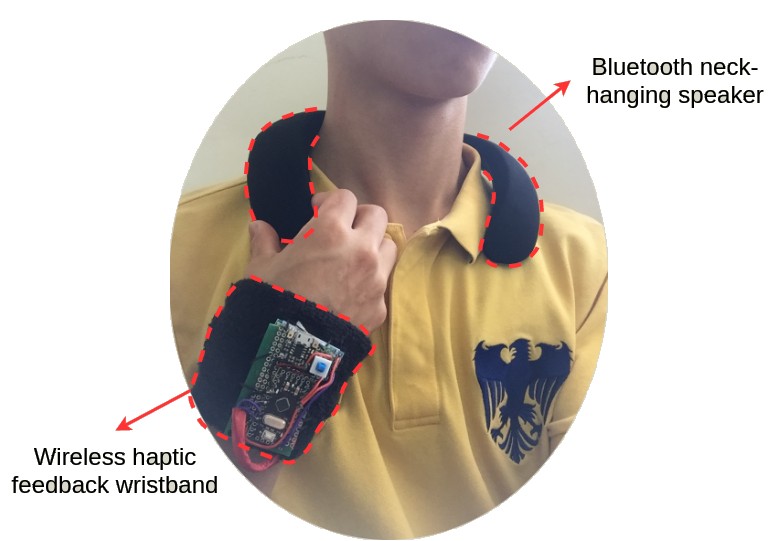 Bluetooth neck-
hanging speaker
Wireless haptic
feedback wristband